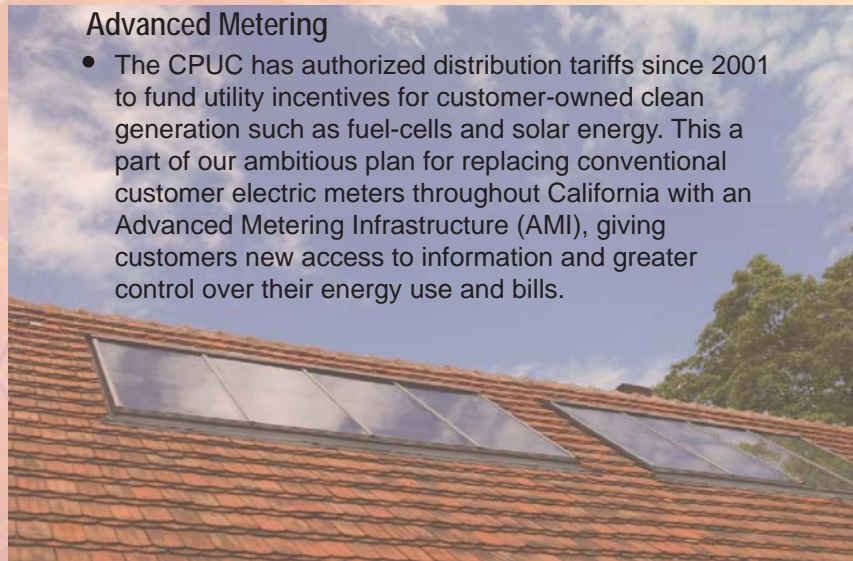 Advanced Metering
• The CPUC has authorized distribution tariffs since 2001
to fund utility incentives for customer-owned clean
generation such as fuel-cells and solar energy. This a
part of our ambitious plan for replacing conventional
customer electric meters throughout California with an
Advanced Metering Infrastructure (AMI), giving
customers new access to information and greater
control over their energy use and bills.